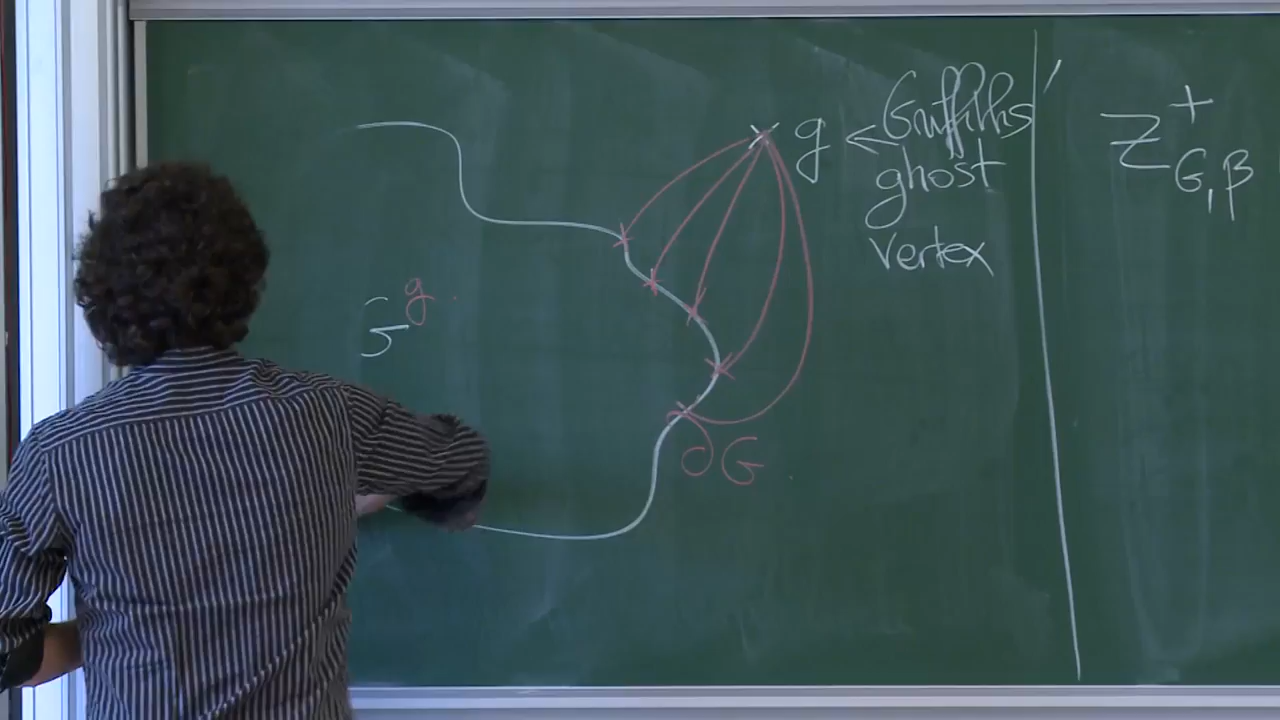 g ← Griffiths'
ghost
vertex
Z⁺_{G,β}
g
∂G